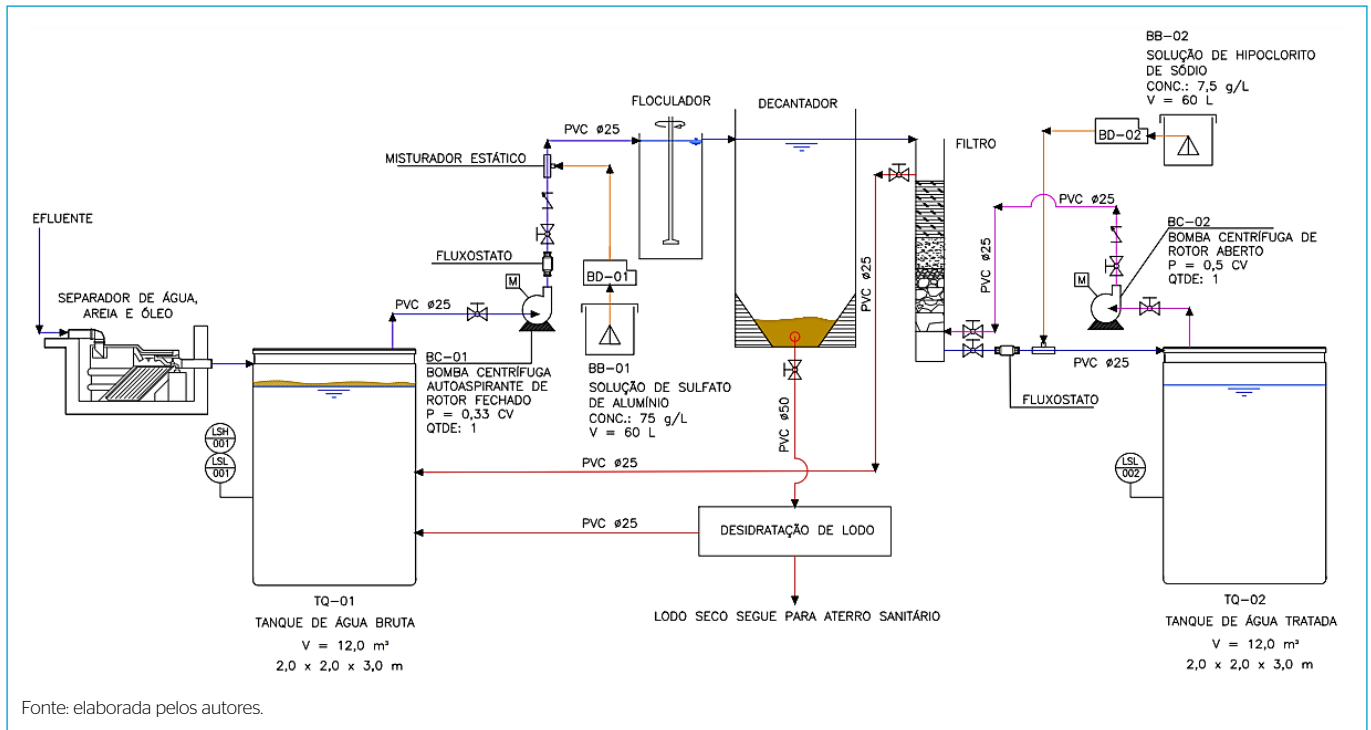 BB-02
SOLUÇÃO DE HIPOCLORITO
DE SÓDIO
CONC.: 7,5 g/L
V = 60 L
FLOCULADOR
DECANTADOR
PVC ø25
BD-02
MISTURADOR ESTÁTICO
FILTRO
EFLUENTE
PVC ø25
BC-02
BOMBA CENTRÍFUGA DE
ROTOR ABERTO
P = 0,5 CV
QTDE: 1
FLUXOSTATO
PVC ø25
PVC ø25
M
BD-01
M
SEPARADOR DE ÁGUA,
AREIA E ÓLEO
PVC ø25
BC-01
BOMBA CENTRÍFUGA
AUTOASPIRANTE DE
ROTOR FECHADO
P = 0,33 CV
QTDE: 1
BB-01
SOLUÇÃO DE SULFATO
DE ALUMÍNIO
CONC.: 75 g/L
V = 60 L
PVC ø25
FLUXOSTATO
PVC ø50
LSH
001
LSL
001
PVC ø25
LSL
002
PVC ø25
DESIDRATAÇÃO DE LODO
LODO SECO SEGUE PARA ATERRO SANITÁRIO
TQ-01
TANQUE DE ÁGUA BRUTA
V = 12,0 m³
2,0 x 2,0 x 3,0 m
TQ-02
TANQUE DE ÁGUA TRATADA
V = 12,0 m³
2,0 x 2,0 x 3,0 m
Fonte: elaborada pelos autores.